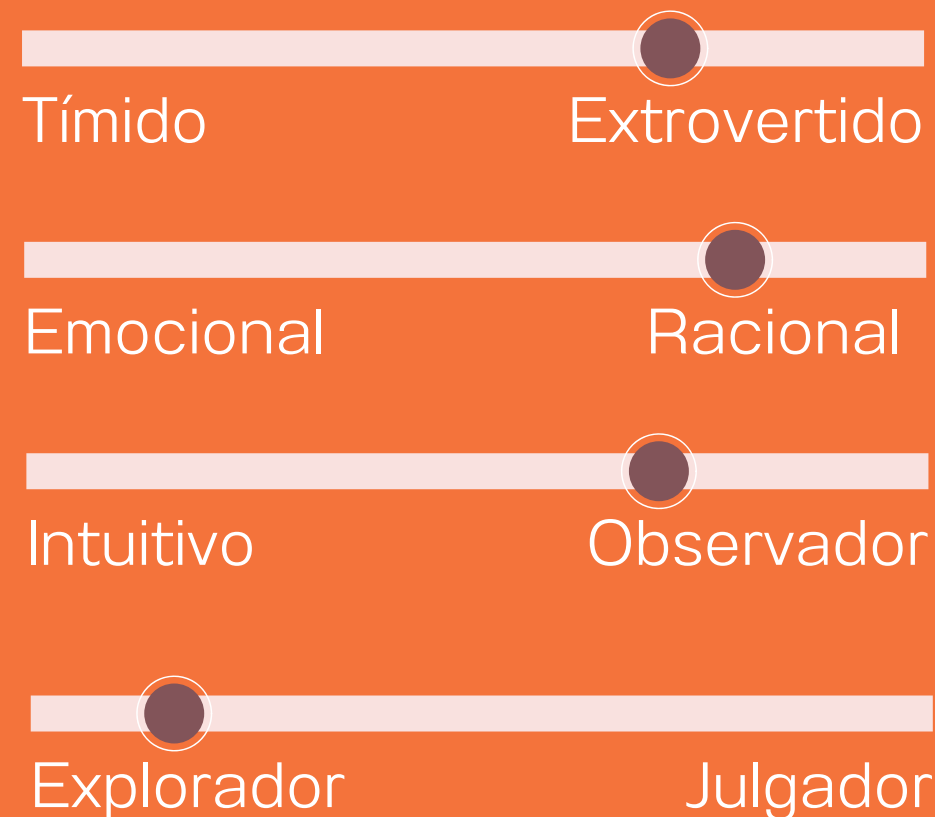 Tímido Extrovertido
Emocional Racional
Intuitivo Observador
Explorador Julgador